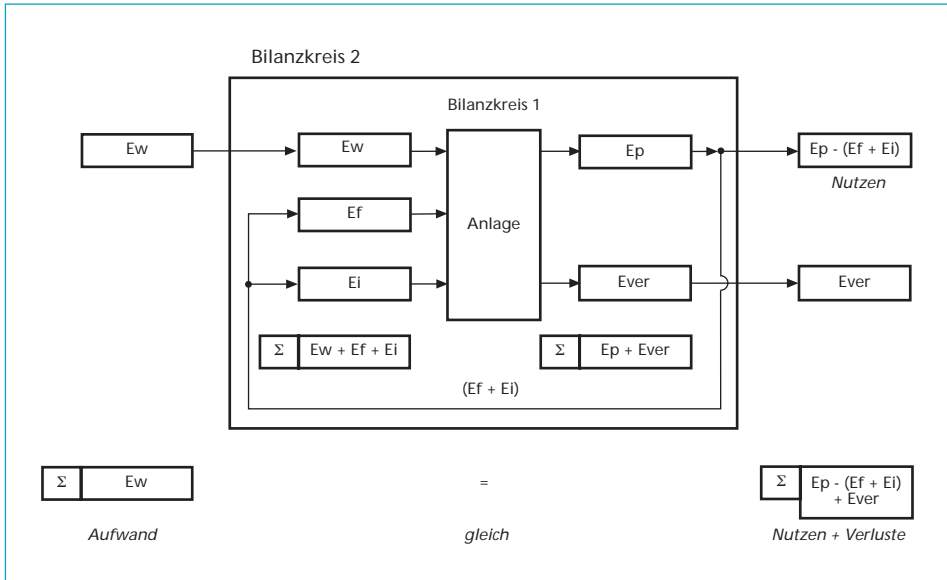 Bilanzkreis 2
Bilanzkreis 1
Ew
Ew
Ep
Ep - (Ef + Ei)
Nutzen
Ef
Anlage
Ei
Ever
Ever
Σ Ew + Ef + Ei
Σ Ep + Ever
(Ef + Ei)
Σ Ew
=
Σ Ep - (Ef + Ei)
+ Ever
Aufwand
gleich
Nutzen + Verluste